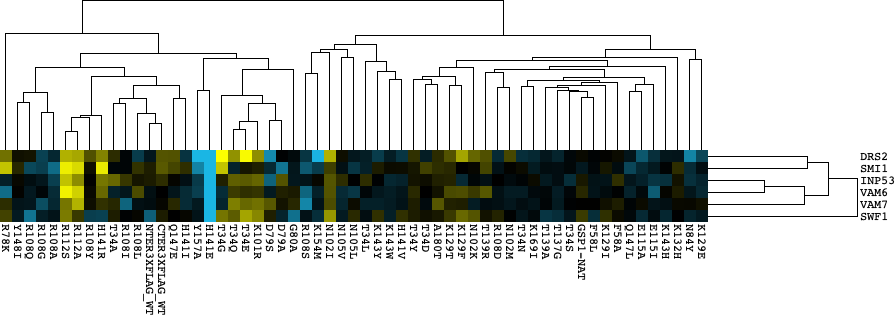 DRS2
SMI1
INP53
VAM6
VAM7
SWF1
R78K
Y148I
R108Q
R108G
R108A
R112S
R112A
R108Y
H141R
T34A
R108I
R108L
NTER3XFLAG_WT
CTER3XFLAG_WT
Q147E
H141I
Y157A
H141E
T34G
T34Q
T34E
K101R
D79S
D79A
G80A
R108S
K154M
N102I
N105V
N105L
T34L
K143Y
K143W
H141V
T34Y
T34D
A180T
K129T
K129F
N102K
T139R
R108D
N102M
T34N
K169I
T139A
T137G
T34S
GSP1-NAT
F58L
K129I
F58A
Q147L
E115A
E115I
K143H
K132H
N84Y
K129E